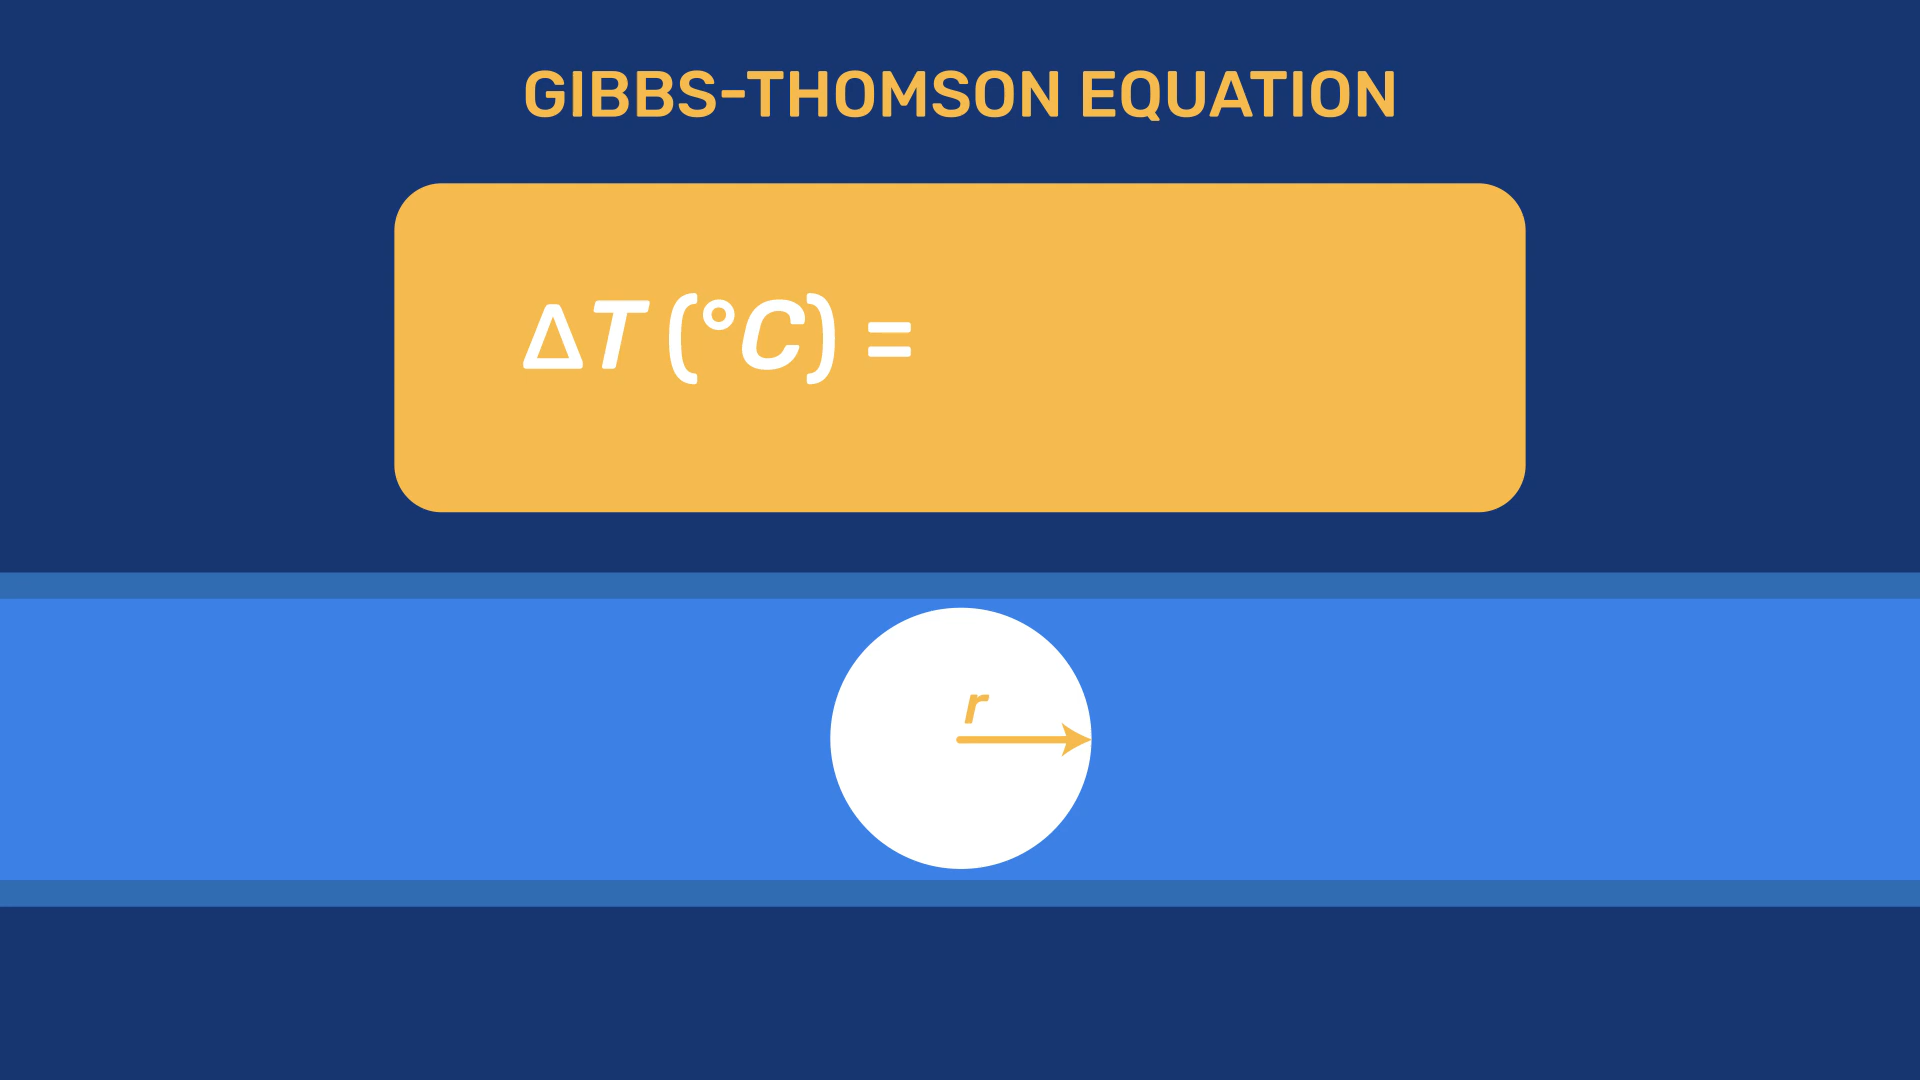 GIBBS-THOMSON EQUATION
ΔT (°C) =
r